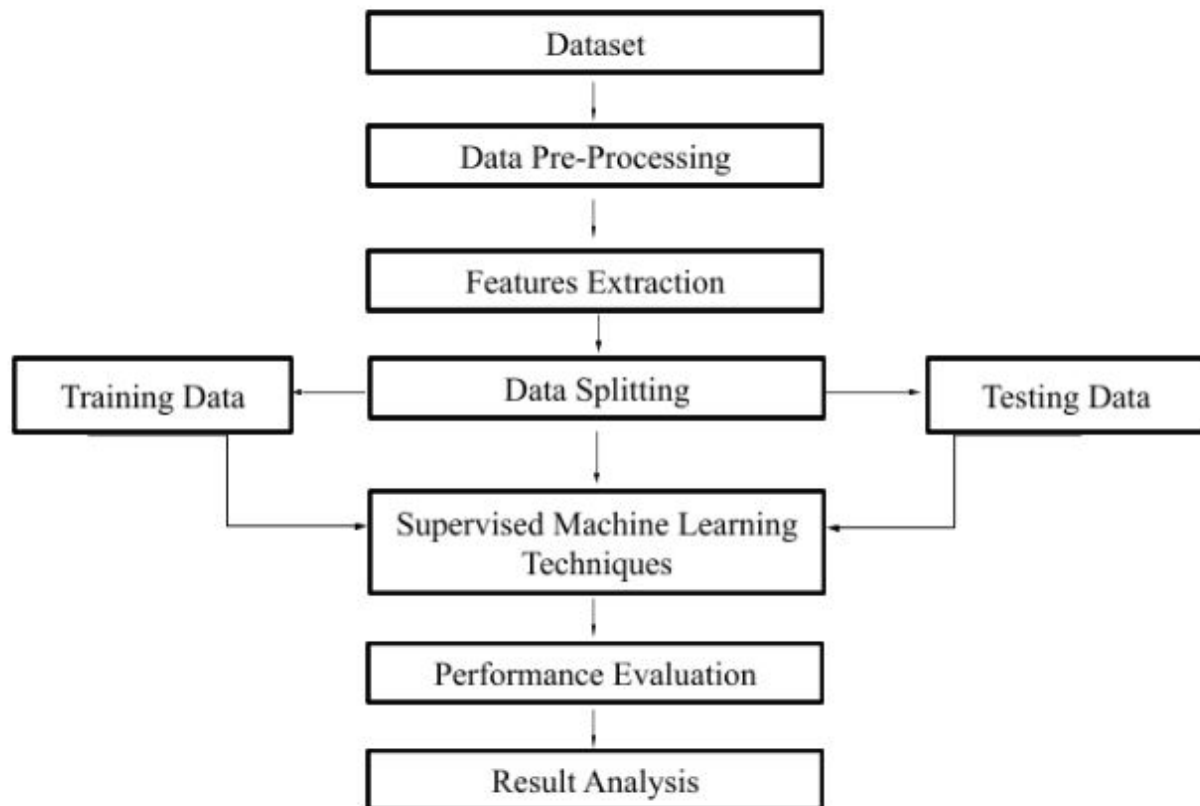 Dataset
Data Pre-Processing
Features Extraction
Training Data
Data Splitting
Testing Data
Supervised Machine Learning
Techniques
Performance Evaluation
Result Analysis